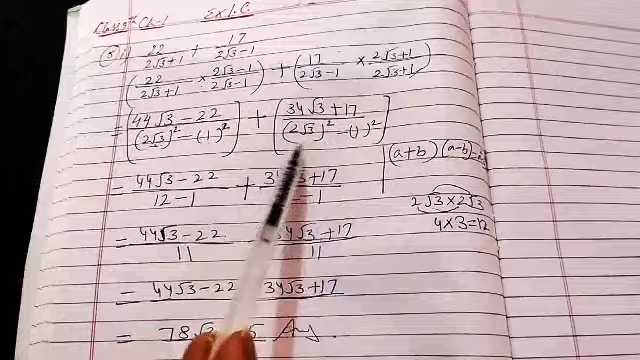 Class 9th Ch-1 Ex 1.C
5 i) 22/(2√3+1) + 17/(2√3-1)
(22/(2√3+1) × (2√3-1)/(2√3-1)) + (17/(2√3-1) × (2√3+1)/(2√3+1))
= [(44√3-22)/((2√3)²-(1)²)] + [(34√3+17)/((2√3)²-(1)²)]
(a+b)(a-b)
= (44√3-22)/(12-1) + (3 √3+17)/( -1)
2√3×2√3
4×3=12
= (44√3-22)/11 4√3+17/11
= 44√3-22 34√3+17
= 78√ 5 Ans.